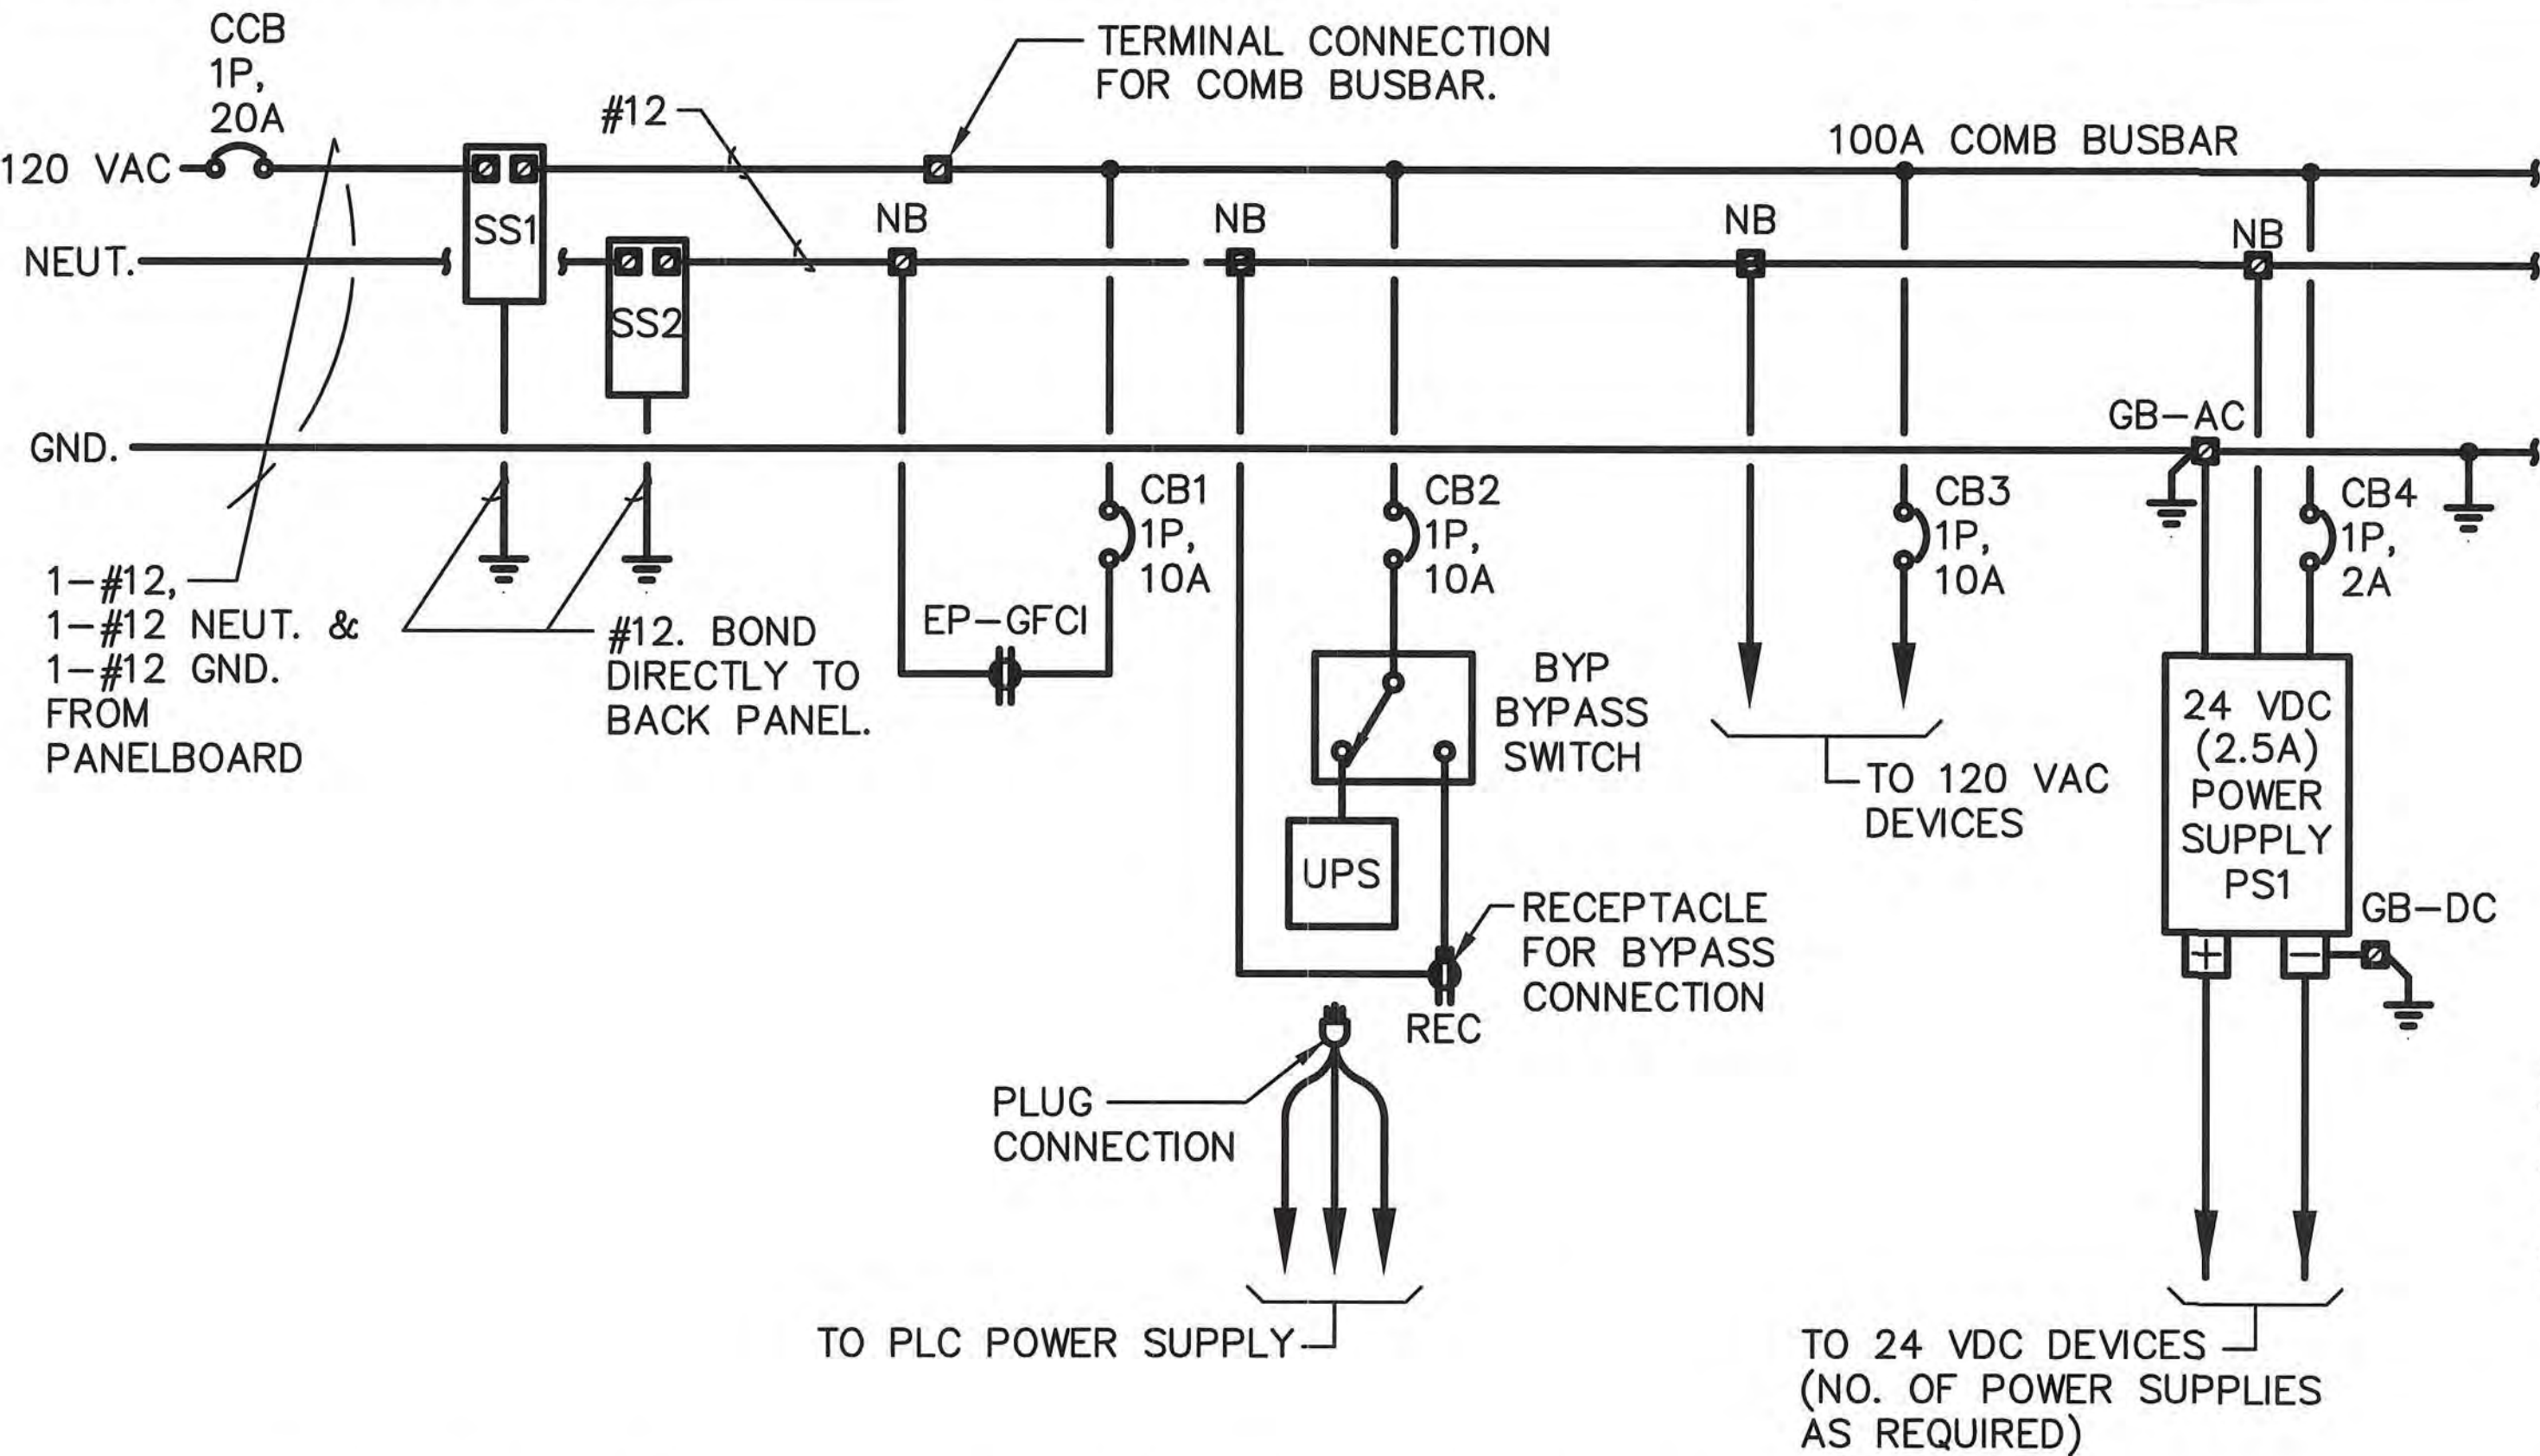 CCB
1P,
20A
TERMINAL CONNECTION
FOR COMB BUSBAR.
#12
120 VAC
100A COMB BUSBAR
SS1
NB
NB
NB
NB
NEUT.
SS2
GND.
GB-AC
CB1
1P,
10A
CB2
1P,
10A
CB3
1P,
10A
CB4
1P,
2A
1-#12,
1-#12 NEUT. &
1-#12 GND.
FROM
PANELBOARD
#12. BOND
DIRECTLY TO
BACK PANEL.
EP-GFCI
BYP
BYPASS
SWITCH
TO 120 VAC
DEVICES
24 VDC
(2.5A)
POWER
SUPPLY
PS1
UPS
RECEPTACLE
FOR BYPASS
CONNECTION
GB-DC
+
-
REC
PLUG
CONNECTION
TO PLC POWER SUPPLY
TO 24 VDC DEVICES
(NO. OF POWER SUPPLIES
AS REQUIRED)